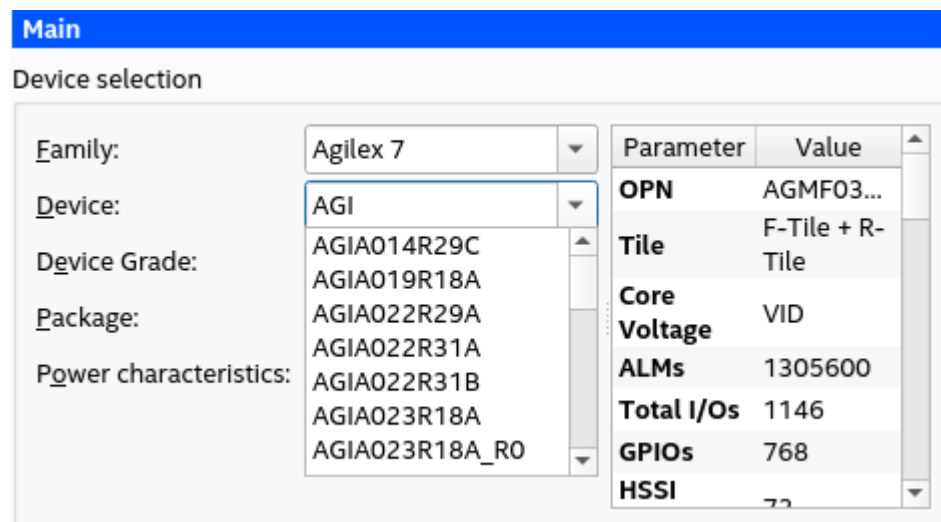 Main
Device selection
Family:
Agilex 7
Device:
AGI
AGIA014R29C
AGIA019R18A
AGIA022R29A
AGIA022R31A
AGIA022R31B
AGIA023R18A
AGIA023R18A_R0
Device Grade:
Package:
Power characteristics:
Parameter Value
OPN AGMF03...
Tile F-Tile + R-
Tile
Core
Voltage VID
ALMs 1305600
Total I/Os 1146
GPIOs 768
HSSI